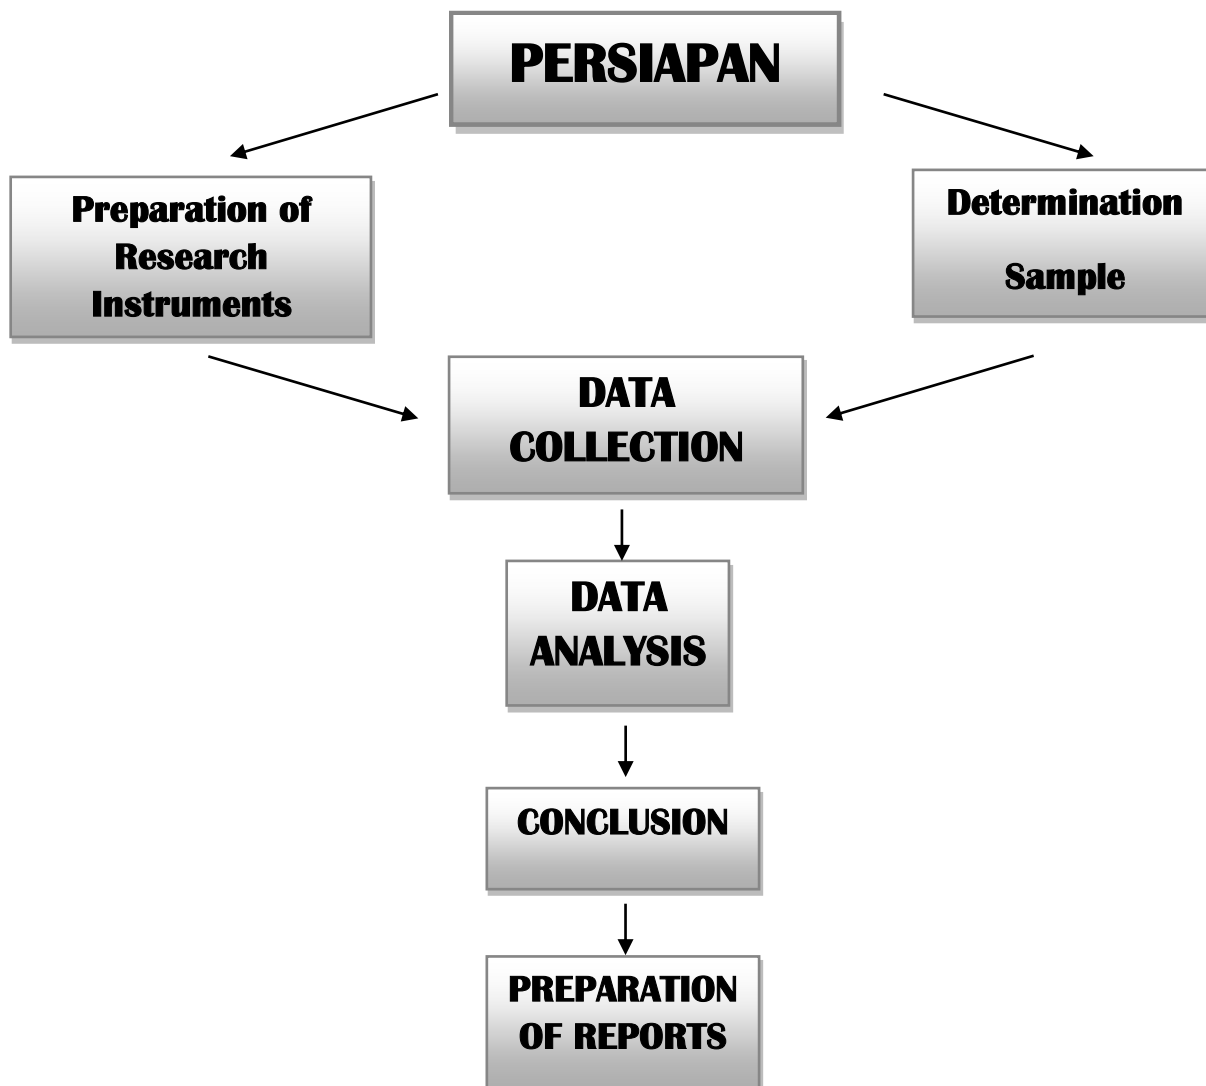 PERSIAPAN
Preparation of
Research
Instruments
Determination
Sample
DATA
COLLECTION
DATA
ANALYSIS
CONCLUSION
PREPARATION
OF REPORTS